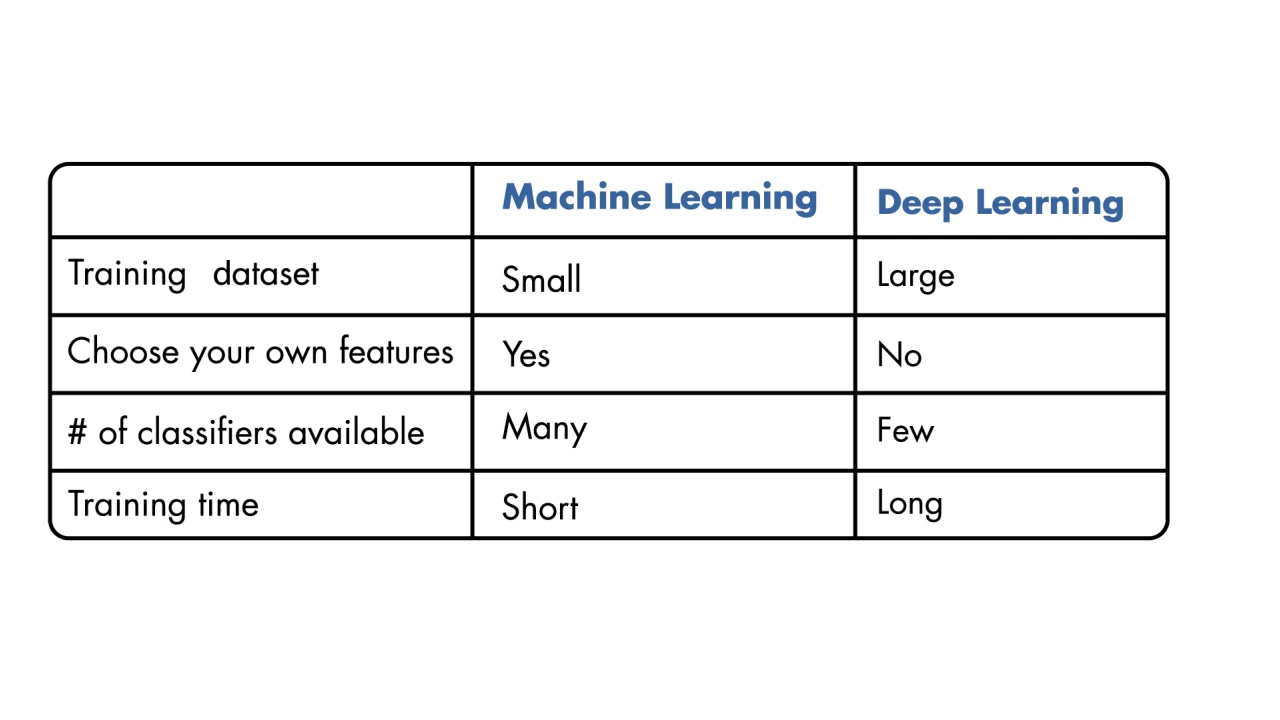 Machine Learning Deep Learning
Training dataset Small Large
Choose your own features Yes No
# of classifiers available Many Few
Training time Short Long